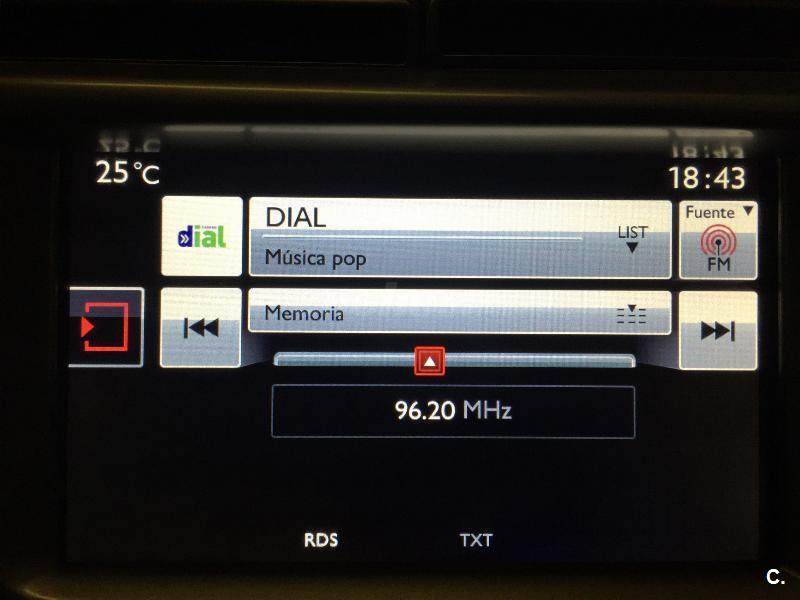 25°C
18:43
dial
DIAL
LIST
Música pop
Fuente
FM
Memoria
96.20 MHz
RDS
TXT
C.